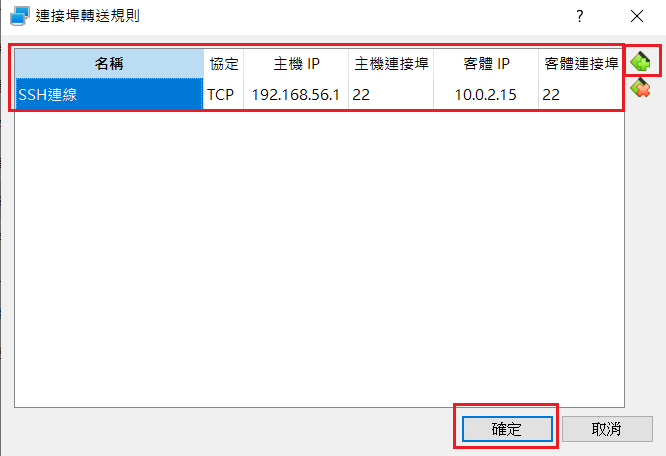 連接埠轉送規則
名稱 協定 主機 IP 主機連接埠 客體 IP 客體連接埠
SSH連線 TCP 192.168.56.1 22 10.0.2.15 22
確定 取消